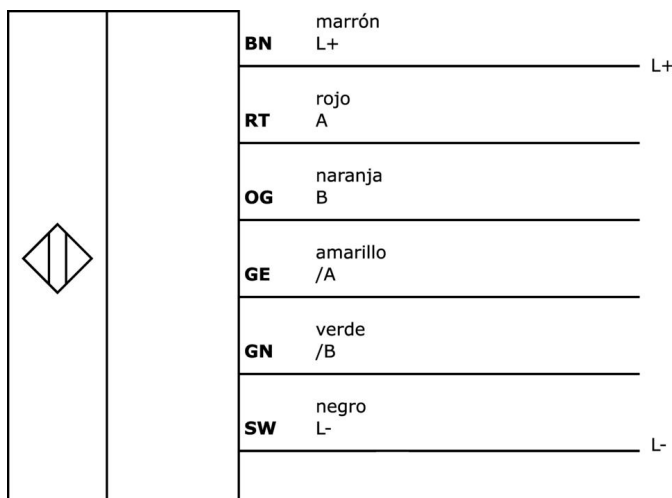 marrón
BN L+
L+
rojo
RT A
naranja
OG B
amarillo
GE /A
verde
GN /B
negro
SW L-
L-